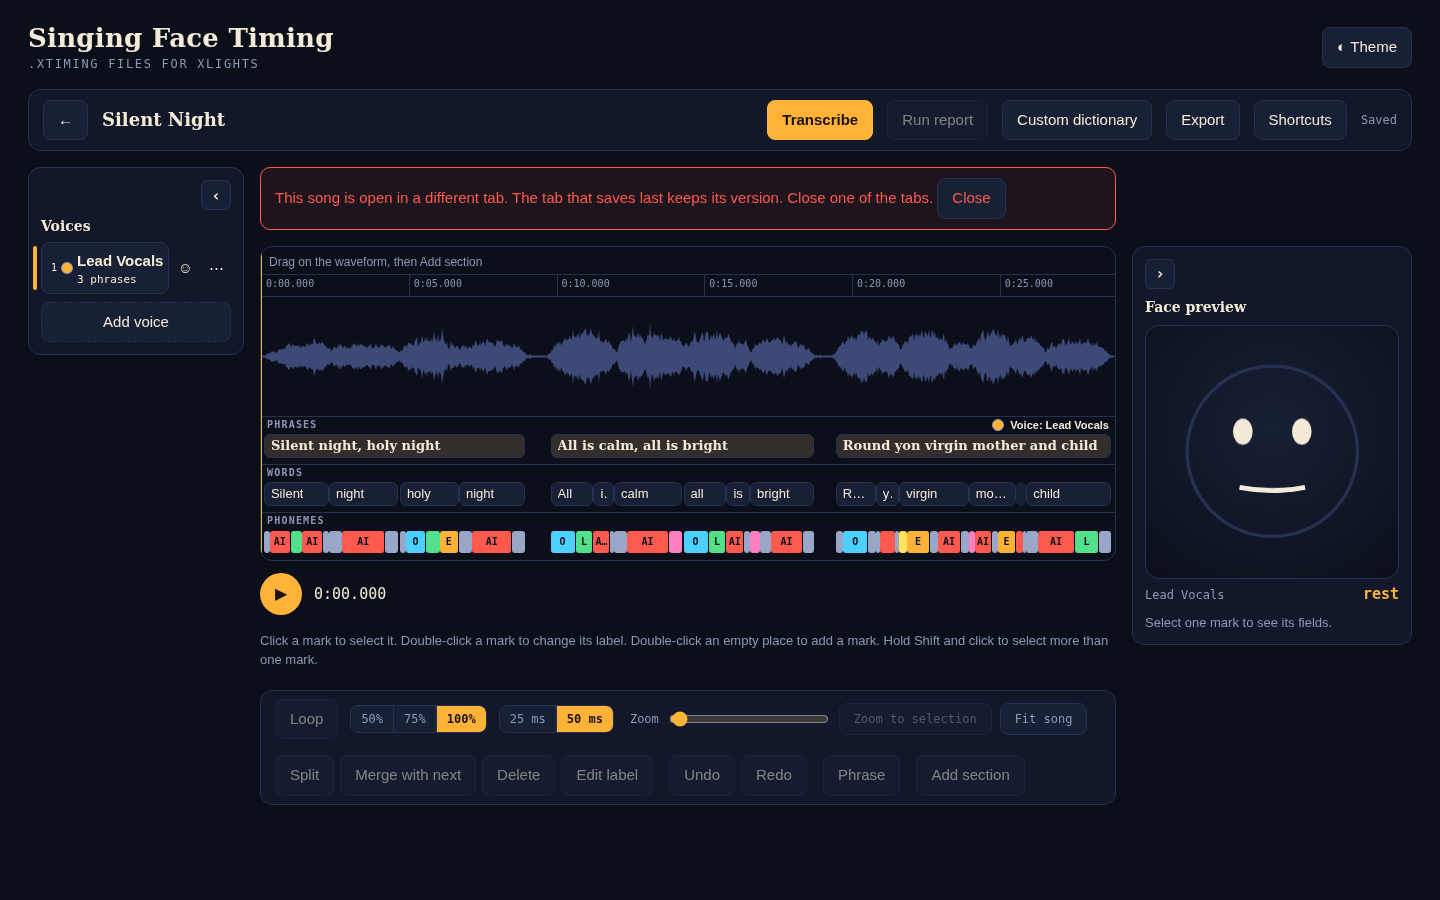 Singing Face Timing
.XTIMING FILES FOR XLIGHTS
Theme
←
Silent Night
Transcribe
Run report
Custom dictionary
Export
Shortcuts
Saved
‹
Voices
1
Lead Vocals
3 phrases
⋯
Add voice
This song is open in a different tab. The tab that saves last keeps its version. Close one of the tabs.
Close
Drag on the waveform, then Add section
0:00.000
0:05.000
0:10.000
0:15.000
0:20.000
0:25.000
PHRASES
Voice: Lead Vocals
Silent night, holy night
All is calm, all is bright
Round yon virgin mother and child
WORDS
Silent
night
holy
night
All
i.
calm
all
is
bright
R…
y.
virgin
mo…
child
PHONEMES
AI
AI
AI
O
E
AI
O
L
A…
AI
O
L
AI
AI
O
E
AI
AI
E
AI
L
▶
0:00.000
Click a mark to select it. Double-click a mark to change its label. Double-click an empty place to add a mark. Hold Shift and click to select more than
one mark.
Loop
50%
75%
100%
25 ms
50 ms
Zoom
Zoom to selection
Fit song
Split
Merge with next
Delete
Edit label
Undo
Redo
Phrase
Add section
›
Face preview
Lead Vocals
rest
Select one mark to see its fields.